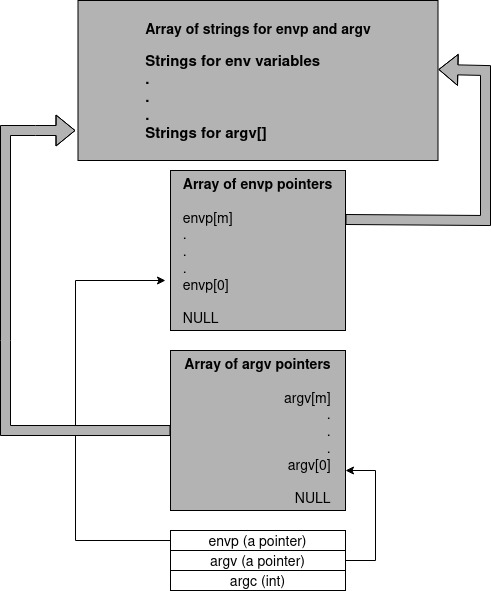 Array of strings for envp and argv
Strings for env variables
.
.
.
Strings for argv[]
Array of envp pointers
envp[m]
.
.
.
envp[0]
NULL
Array of argv pointers
argv[m]
.
.
.
argv[0]
NULL
envp (a pointer)
argv (a pointer)
argc (int)